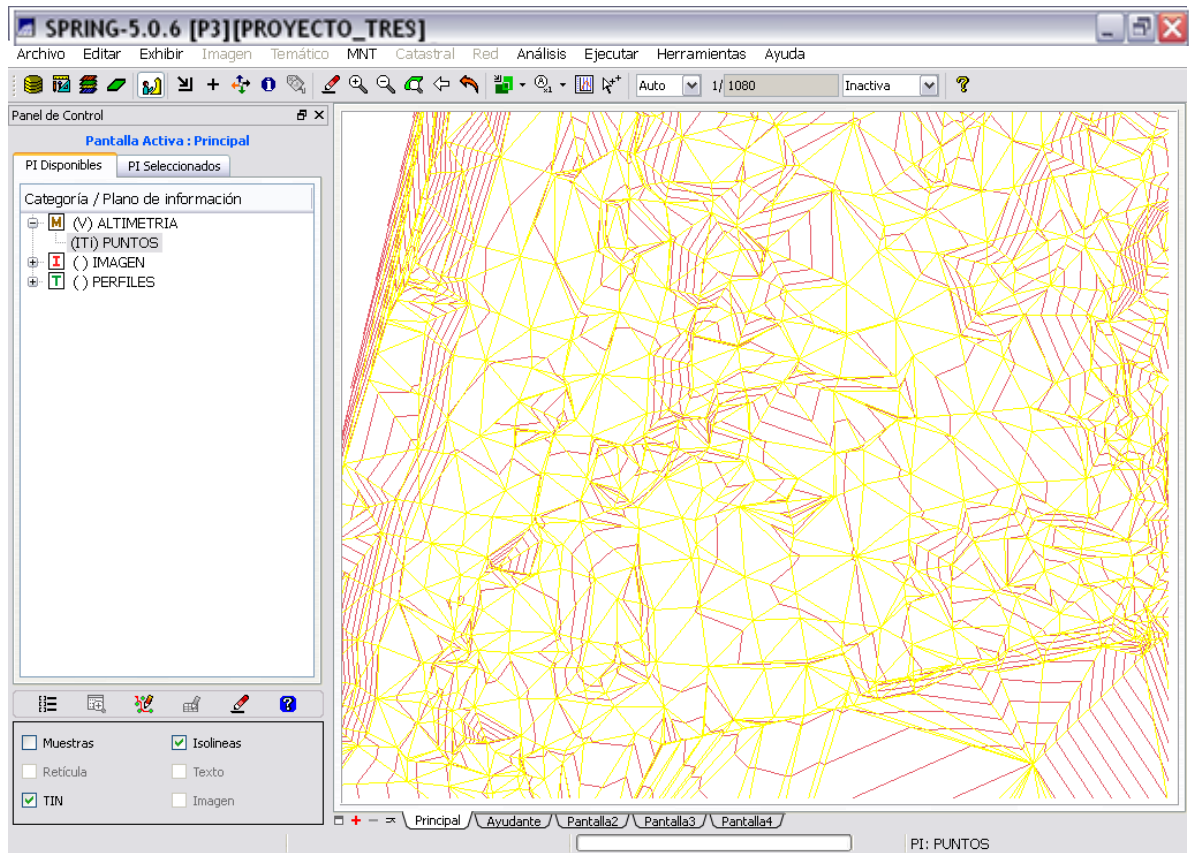 SPRING-5.0.6 [P3][PROYECTO_TRES]
Archivo Editar Exhibir Imagen Temático MNT Catastral Red Análisis Ejecutar Herramientas Ayuda
Auto 1/ 1080 Inactiva
Panel de Control
Pantalla Activa : Principal
PI Disponibles PI Seleccionados
Categoría / Plano de información
M (V) ALTIMETRIA
(ITi) PUNTOS
I ( ) IMAGEN
T ( ) PERFILES
Muestras Isolineas
Retícula Texto
TIN Imagen
Principal Ayudante Pantalla2 Pantalla3 Pantalla4
PI: PUNTOS